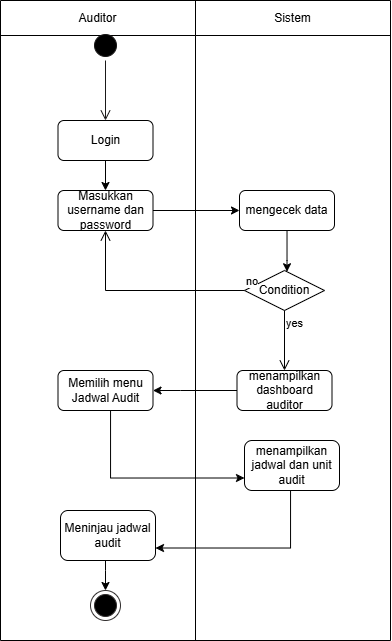 Auditor
Sistem
Login
Masukkan
username dan
password
mengecek data
no
Condition
yes
menampilkan
dashboard
auditor
Memilih menu
Jadwal Audit
menampilkan
jadwal dan unit
audit
Meninjau jadwal
audit